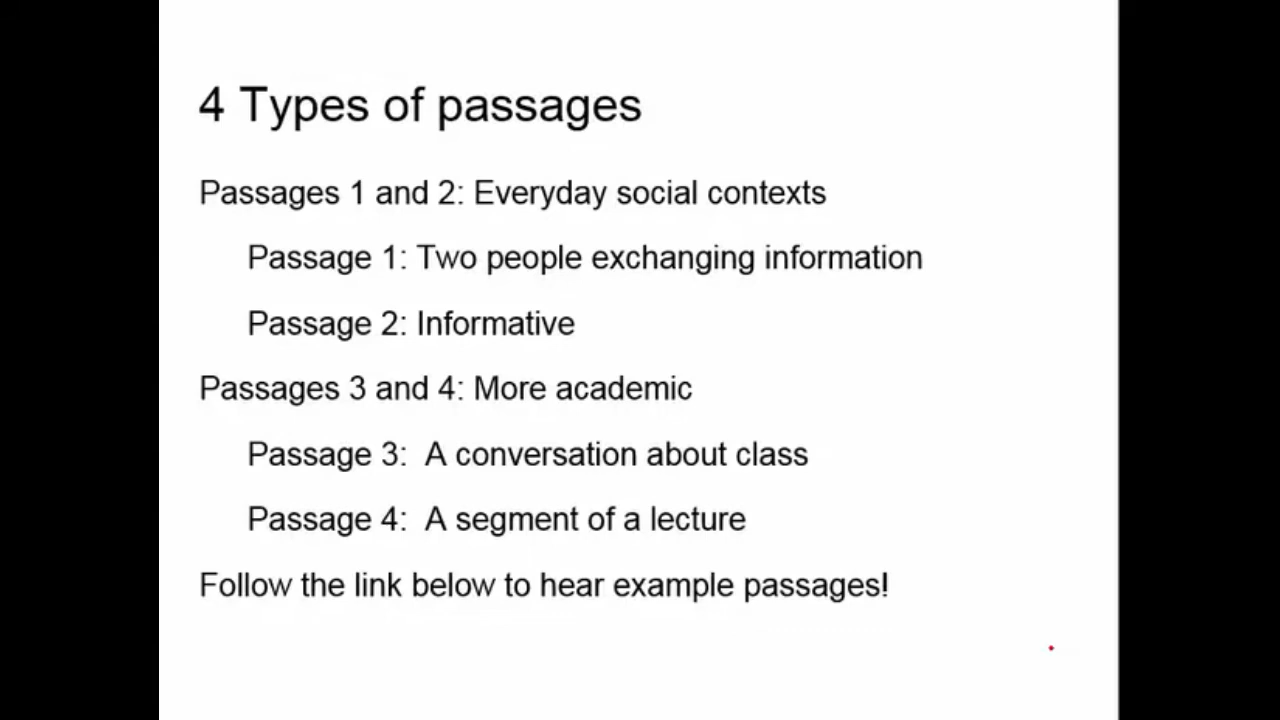 4 Types of passages
Passages 1 and 2: Everyday social contexts
Passage 1: Two people exchanging information
Passage 2: Informative
Passages 3 and 4: More academic
Passage 3:  A conversation about class
Passage 4:  A segment of a lecture
Follow the link below to hear example passages!